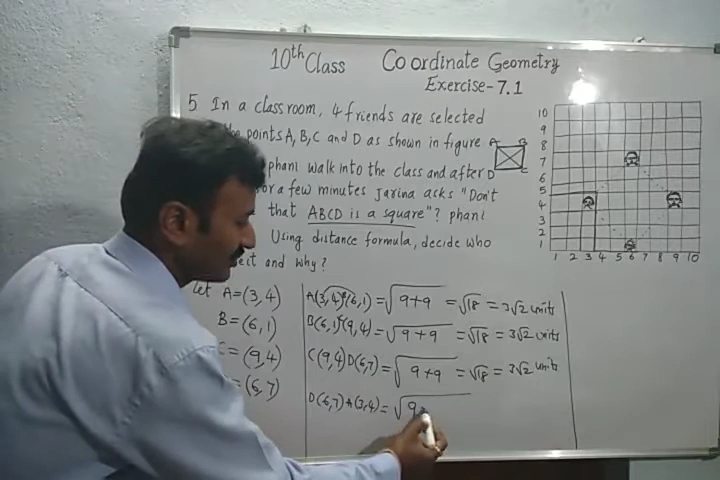 10th Class Coordinate Geometry
Exercise-7.1
5 In a classroom, 4 friends are selected
points A, B, C and D as shown in figure
phani walk into the class and after
for a few minutes Jarina acks "Don't
that ABCD is a square"? phani
Using distance formula, decide who
and why?
A B
D C
10
9
8
7
6
5
4
3
2
1
1 2 3 4 5 6 7 8 9 10
Let A=(3,4)
B=(6,1)
C=(9,4)
=(6,7)
A(3,4) B(6,1) = √9+9 = √18 = 3√2 units
B(6,1) C(9,4) = √9+9 = √18 = 3√2 units
C(9,4) D(6,7) = √9+9 = √18 = 3√2 units
D(6,7) A(3,4) = √9+